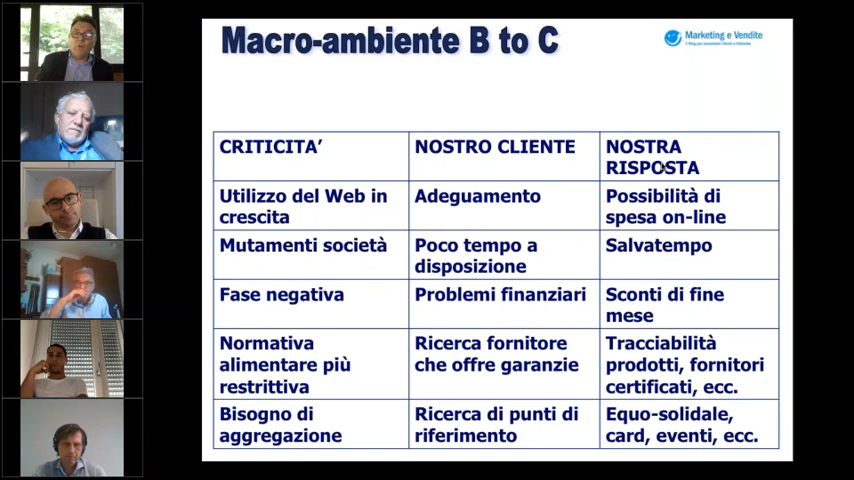 Macro-ambiente B to C
Marketing e Vendite
CRITICITA’
NOSTRO CLIENTE
NOSTRA
RISPOSTA
Utilizzo del Web in
crescita
Adeguamento
Possibilità di
spesa on-line
Mutamenti società
Poco tempo a
disposizione
Salvatempo
Fase negativa
Problemi finanziari
Sconti di fine
mese
Normativa
alimentare più
restrittiva
Ricerca fornitore
che offre garanzie
Tracciabilità
prodotti, fornitori
certificati, ecc.
Bisogno di
aggregazione
Ricerca di punti di
riferimento
Equo-solidale,
card, eventi, ecc.